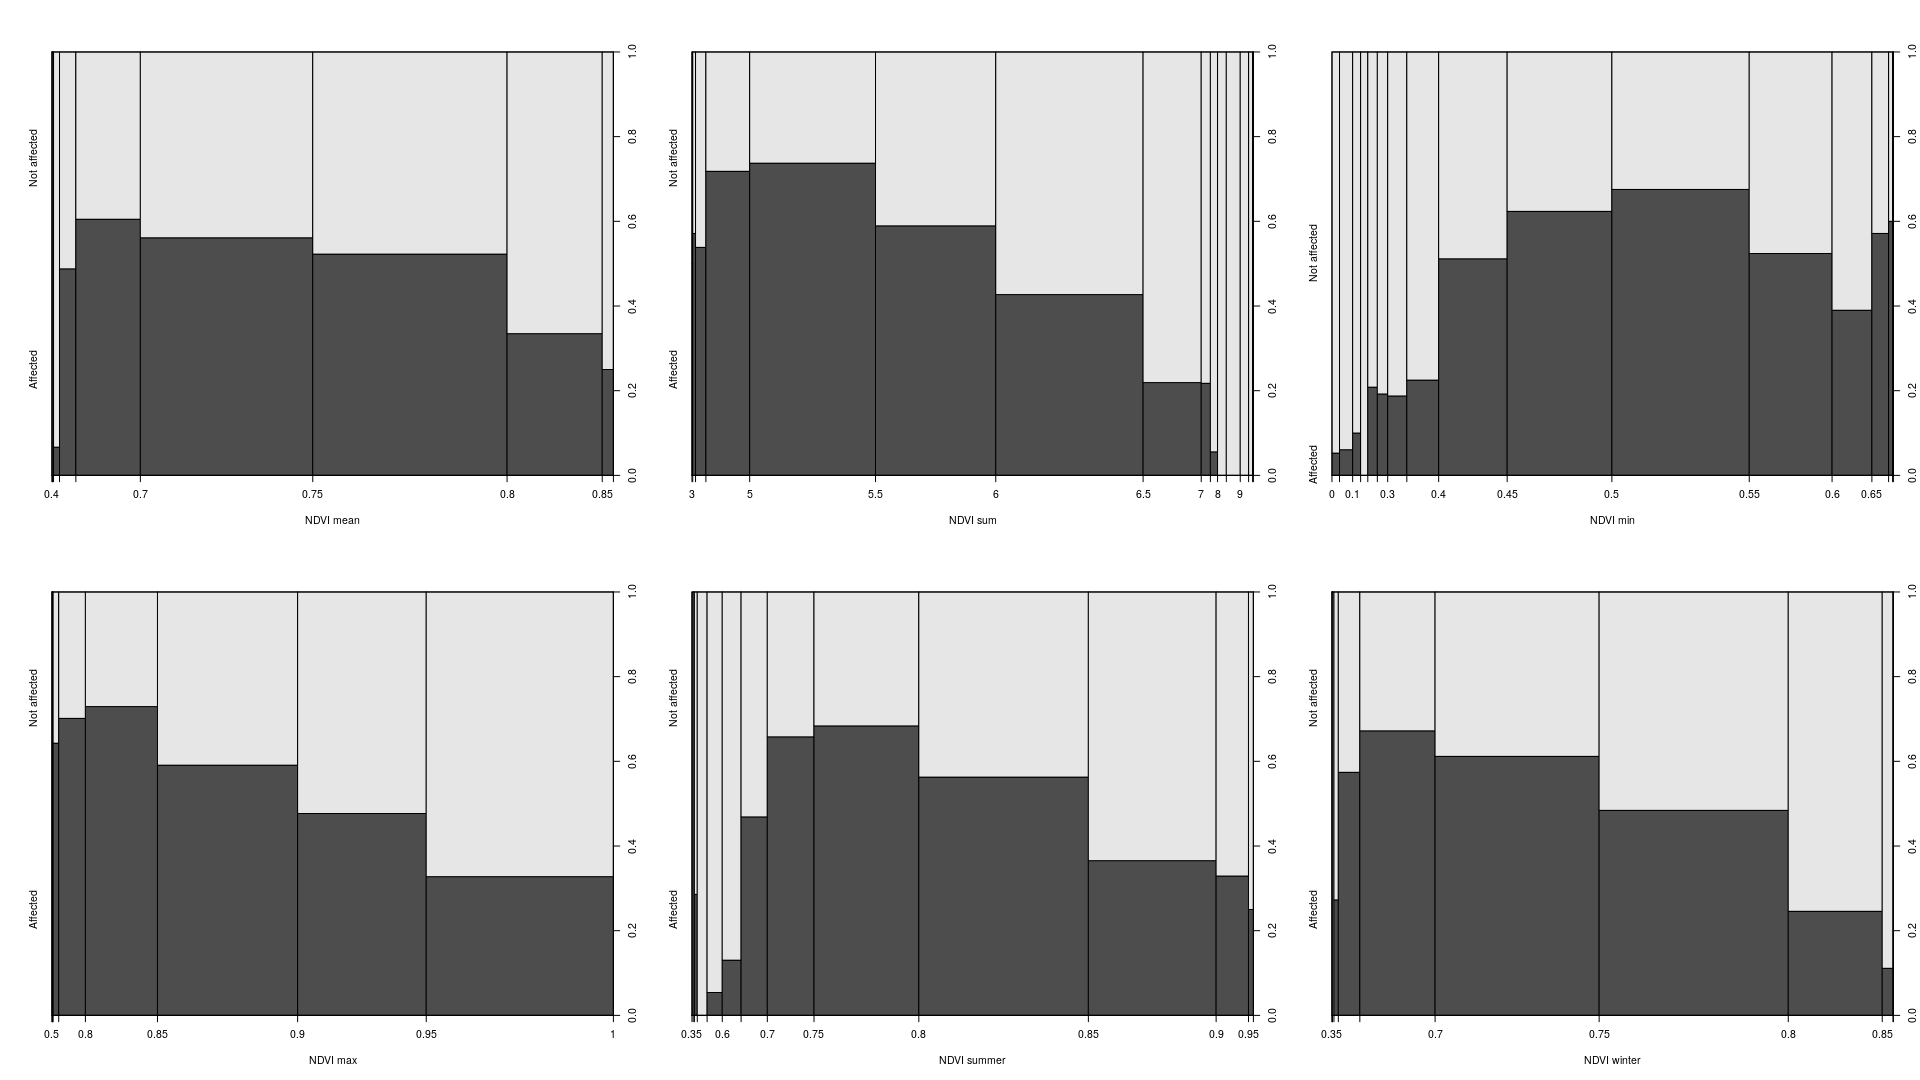 Not affected
Affected
0.0 0.2 0.4 0.6 0.8 1.0
0.4 0.7 0.75 0.8 0.85
NDVI mean
Not affected
Affected
0.0 0.2 0.4 0.6 0.8 1.0
3 5 5.5 6 6.5 7 8 9
NDVI sum
Not affected
Affected
0.0 0.2 0.4 0.6 0.8 1.0
0 0.1 0.3 0.4 0.45 0.5 0.55 0.6 0.65
NDVI min
Not affected
Affected
0.0 0.2 0.4 0.6 0.8 1.0
0.5 0.8 0.85 0.9 0.95 1
NDVI max
Not affected
Affected
0.0 0.2 0.4 0.6 0.8 1.0
0.35 0.6 0.7 0.75 0.8 0.85 0.9 0.95
NDVI summer
Not affected
Affected
0.0 0.2 0.4 0.6 0.8 1.0
0.35 0.7 0.75 0.8 0.85
NDVI winter